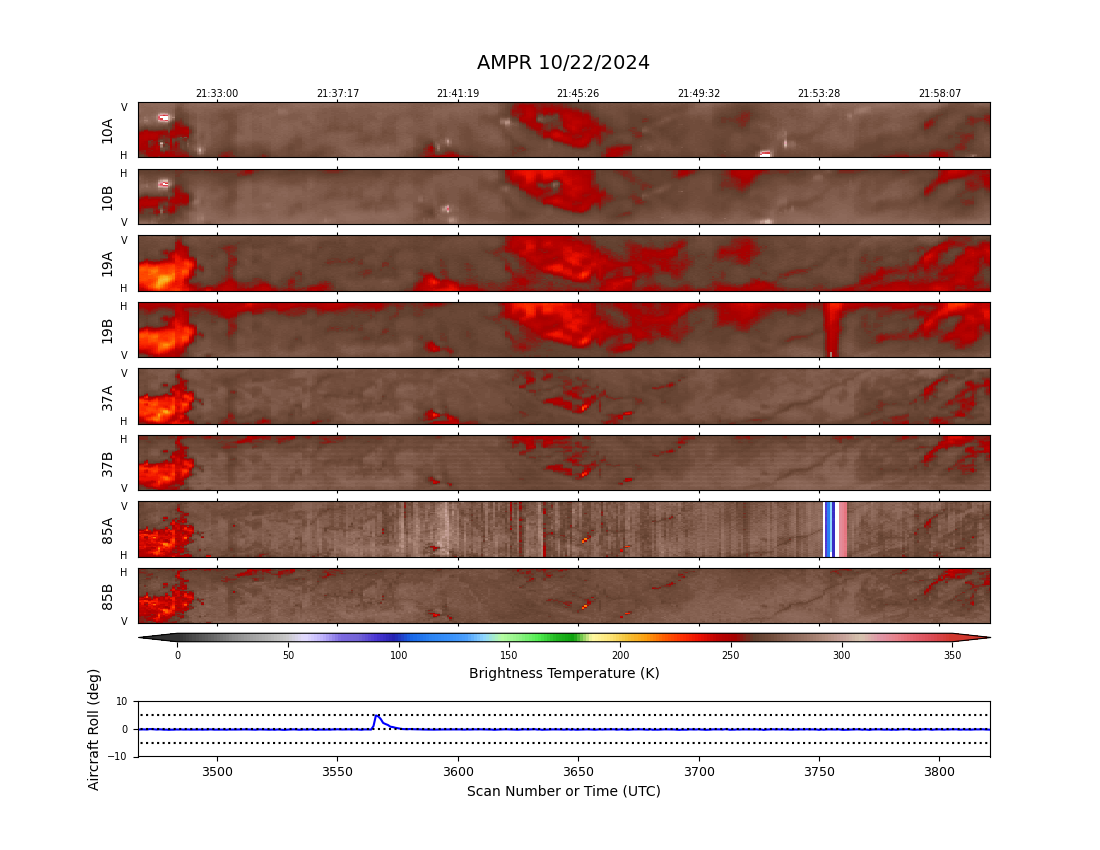 AMPR 10/22/2024
21:33:00 21:37:17 21:41:19 21:45:26 21:49:32 21:53:28 21:58:07
V
10A
H
H
10B
V
V
19A
H
H
19B
V
V
37A
H
H
37B
V
V
85A
H
H
85B
V
0 50 100 150 200 250 300 350
Brightness Temperature (K)
Aircraft Roll (deg)
10
0
−10
3500 3550 3600 3650 3700 3750 3800
Scan Number or Time (UTC)